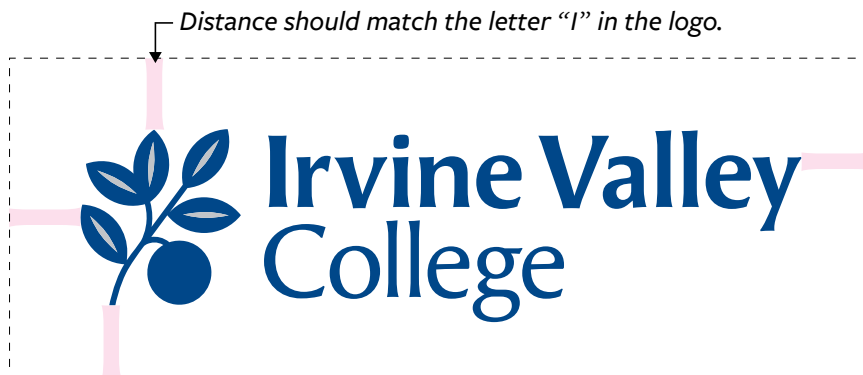 Distance should match the letter “I” in the logo.
Irvine Valley
College